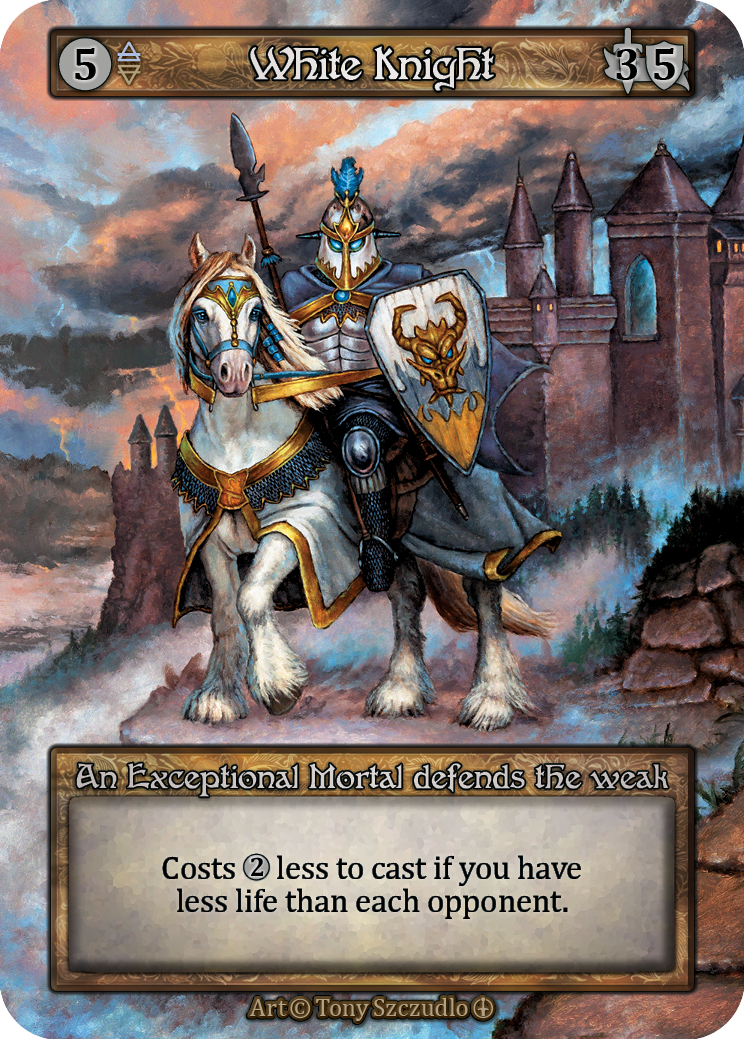 5 White Knight 3 5
An Exceptional Mortal defends the weak
Costs 2 less to cast if you have
less life than each opponent.
Art © Tony Szczudlo